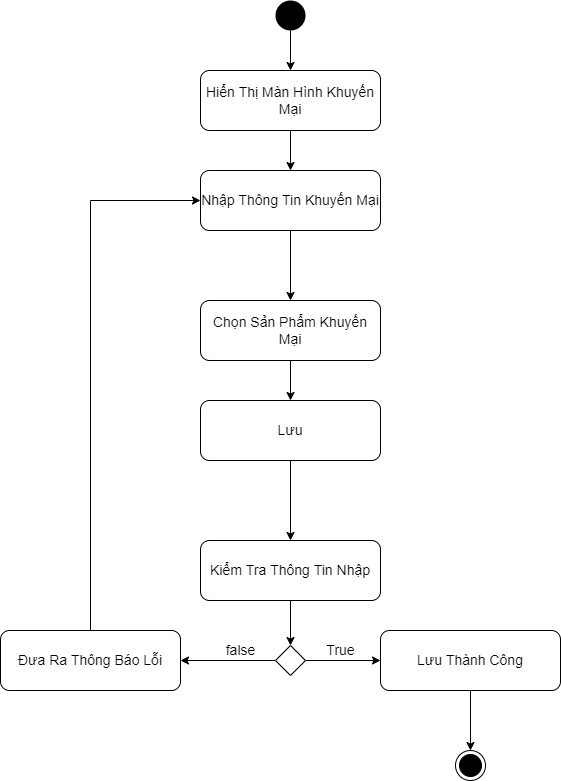 Hiển Thị Màn Hình Khuyến
Mại
Nhập Thông Tin Khuyến Mại
Chọn Sản Phẩm Khuyến
Mại
Lưu
Kiểm Tra Thông Tin Nhập
false
True
Đưa Ra Thông Báo Lỗi
Lưu Thành Công